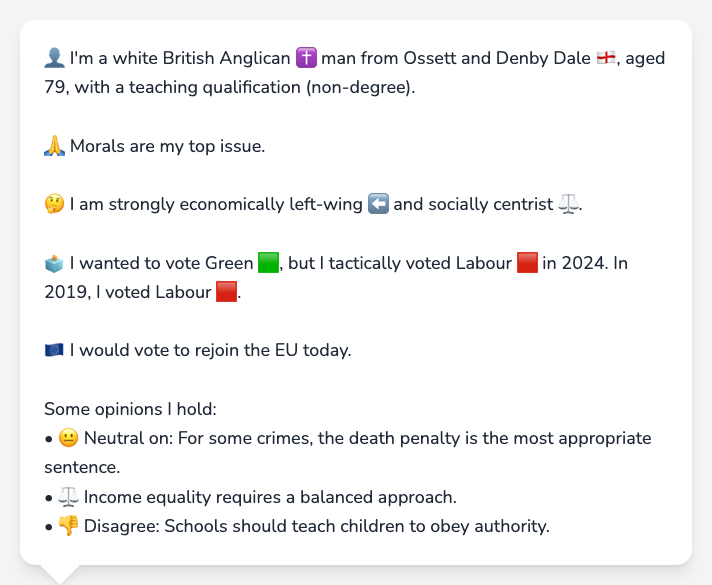 👤 I'm a white British Anglican ✝️ man from Ossett and Denby Dale 🏴󠁧󠁢󠁥󠁮󠁧󠁿, aged
79, with a teaching qualification (non-degree).
🙏 Morals are my top issue.
🤔 I am strongly economically left-wing ⬅️ and socially centrist ⚖️.
🗳️ I wanted to vote Green 🟩, but I tactically voted Labour 🟥 in 2024. In
2019, I voted Labour 🟥.
🇪🇺 I would vote to rejoin the EU today.
Some opinions I hold:
• 😐 Neutral on: For some crimes, the death penalty is the most appropriate
sentence.
• ⚖️ Income equality requires a balanced approach.
• 👎 Disagree: Schools should teach children to obey authority.